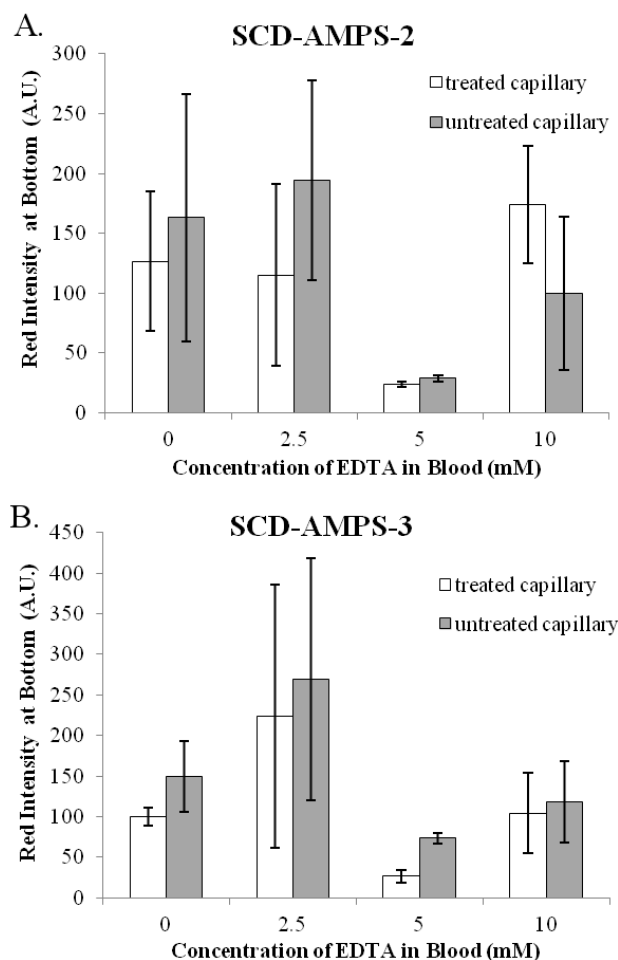 A.
SCD-AMPS-2
300
250
200
150
100
50
0
Red Intensity at Bottom (A.U.)
treated capillary
untreated capillary
0 2.5 5 10
Concentration of EDTA in Blood (mM)
B.
SCD-AMPS-3
450
400
350
300
250
200
150
100
50
0
Red Intensity at Bottom (A.U.)
treated capillary
untreated capillary
0 2.5 5 10
Concentration of EDTA in Blood (mM)